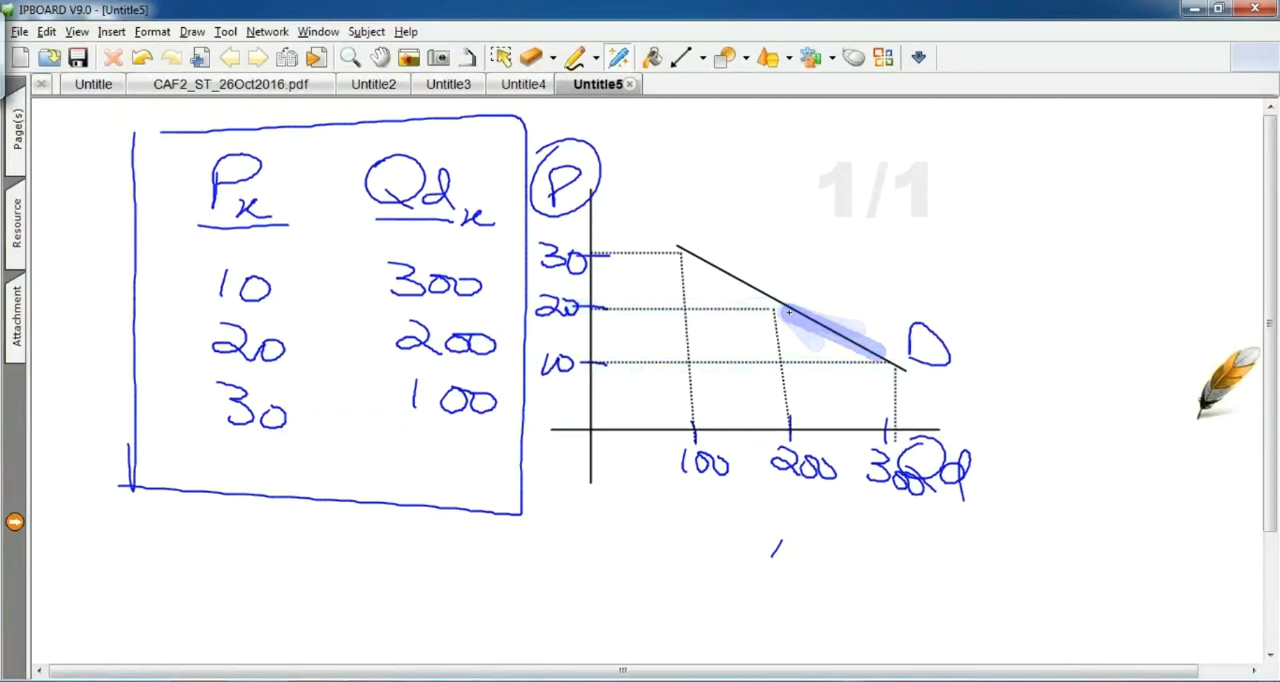 IPBOARD V9.0 - [Untitle5]
File Edit View Insert Format Draw Tool Network Window Subject Help
Untitle CAF2_ST_26Oct2016.pdf Untitle2 Untitle3 Untitle4 Untitle5
Page(s)
Resource
Attachment
1/1
Px Qdx
10 300
20 200
30 100
P
30
20
10
D
100 200 300 Qd